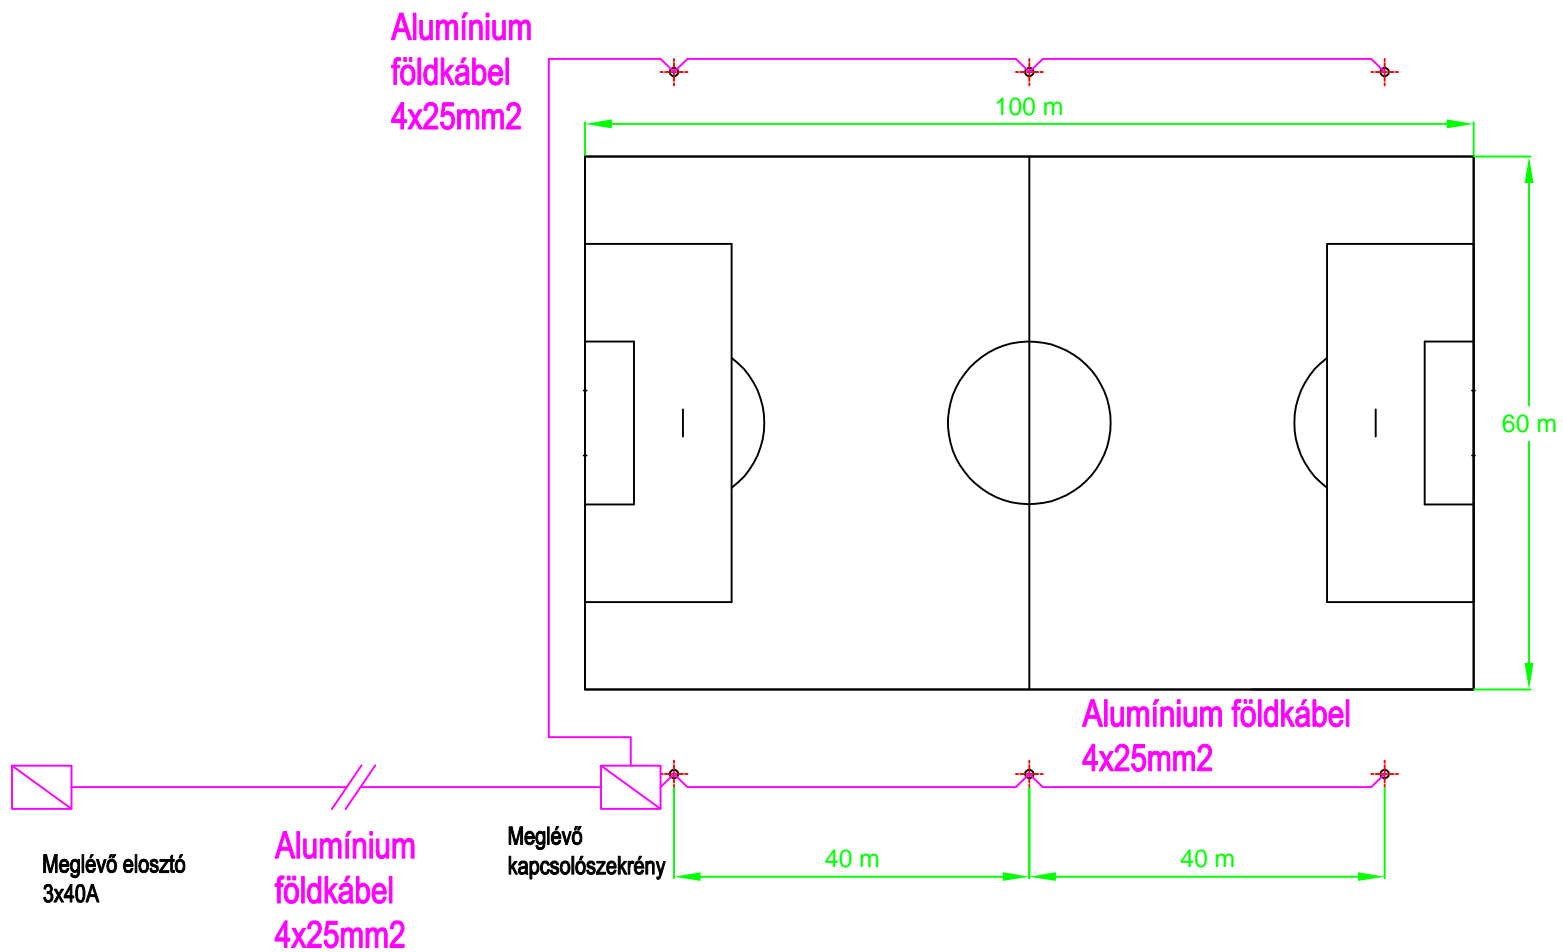 Alumínium
földkábel
4x25mm2
100 m
60 m
Alumínium földkábel
4x25mm2
Meglévő elosztó
3x40A
Alumínium
földkábel
4x25mm2
Meglévő
kapcsolószekrény
40 m
40 m